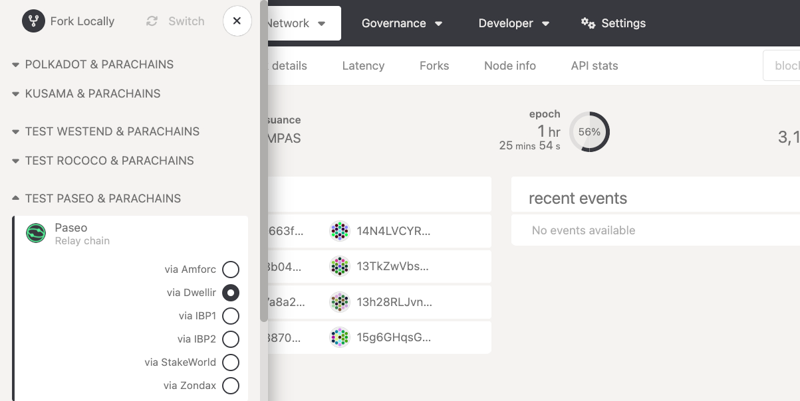 Fork Locally
Switch
POLKADOT & PARACHAINS
KUSAMA & PARACHAINS
TEST WESTEND & PARACHAINS
TEST ROCOCO & PARACHAINS
TEST PASEO & PARACHAINS
Paseo
Relay chain
via Amforc
via Dwellir
via IBP1
via IBP2
via StakeWorld
via Zondax
Network
Governance
Developer
Settings
details
Latency
Forks
Node info
API stats
bloc
suance
MPAS
epoch
1 hr
25 mins 54 s
56%
3,1
recent events
No events available
663f...
14N4LVCYR...
3b04...
13TkZwVbs...
7a8a2...
13h28RLJvn...
3870...
15g6GHqsG...